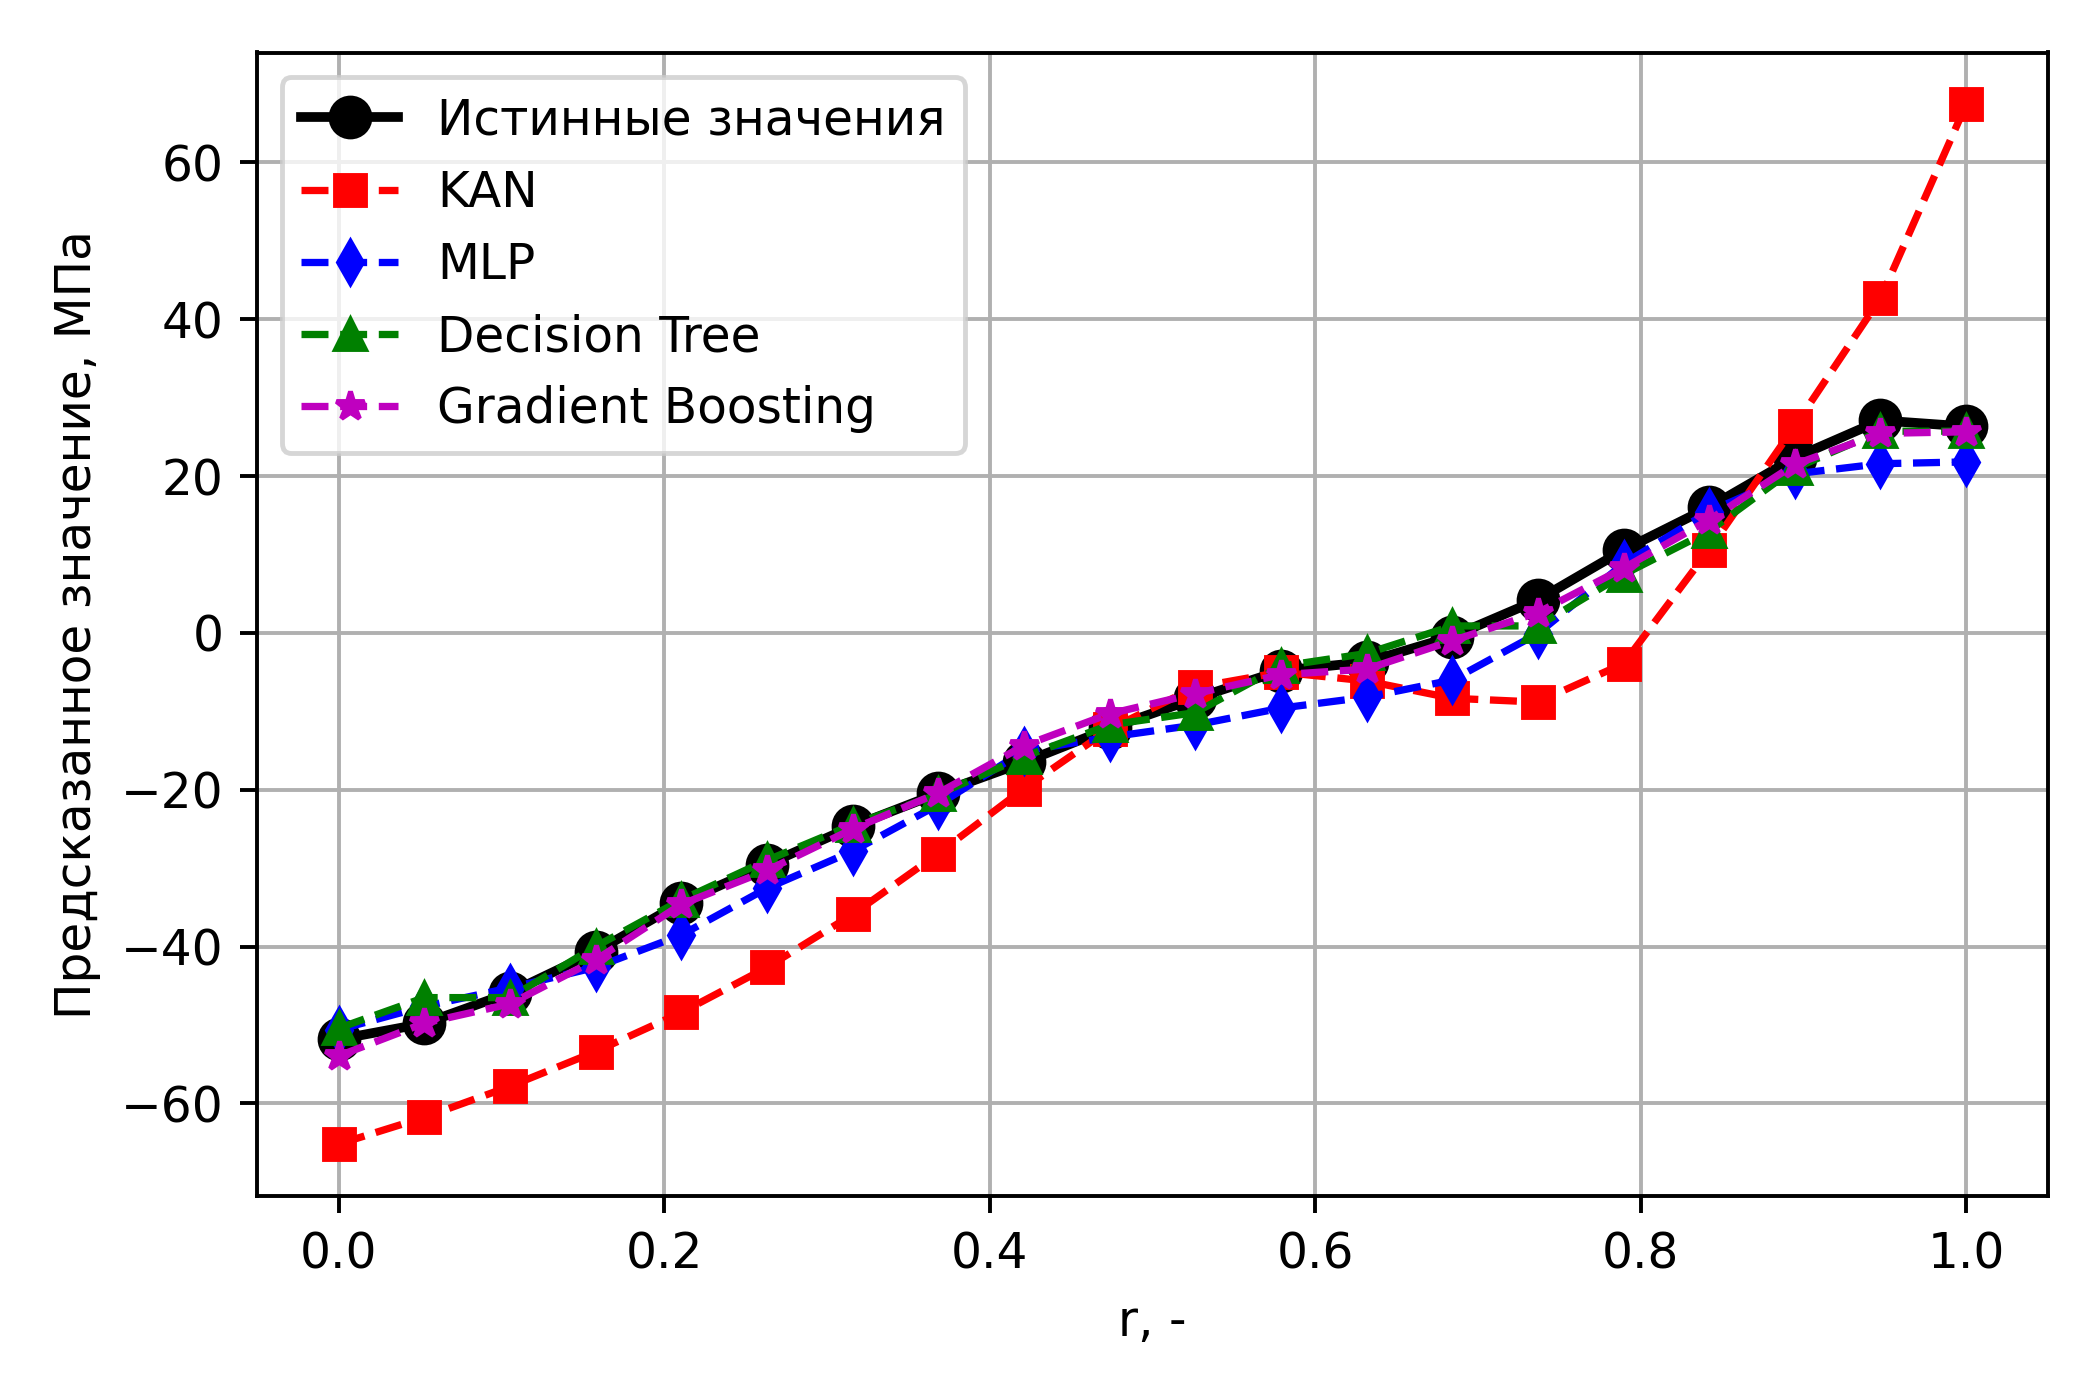 Истинные значения
KAN
MLP
Decision Tree
Gradient Boosting
Предсказанное значение, МПа
60
40
20
0
−20
−40
−60
0.0 0.2 0.4 0.6 0.8 1.0
r, -